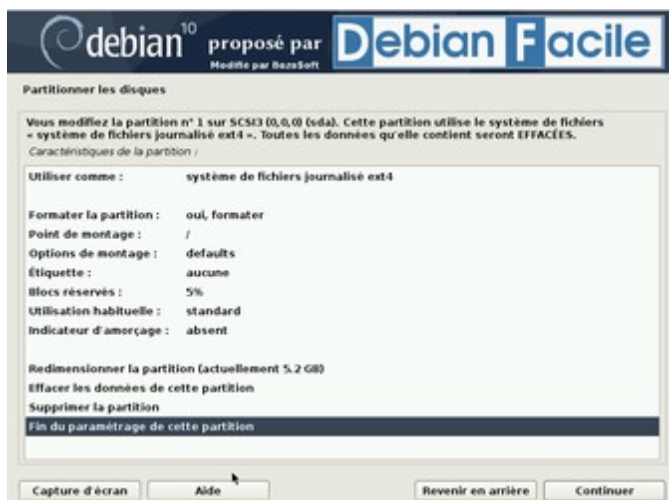 debian 10 proposé par Debian Facile
Modifié par BozoSoft
Partitionner les disques
Vous modifiez la partition n° 1 sur SCSI3 (0,0,0) (sda). Cette partition utilise le système de fichiers
« système de fichiers journalisé ext4 ». Toutes les données qu'elle contient seront EFFACÉES.
Caractéristiques de la partition :
Utiliser comme : système de fichiers journalisé ext4
Formater la partition : oui, formater
Point de montage : /
Options de montage : defaults
Étiquette : aucune
Blocs réservés : 5%
Utilisation habituelle : standard
Indicateur d'amorçage : absent
Redimensionner la partition (actuellement 5.2 GB)
Effacer les données de cette partition
Supprimer la partition
Fin du paramétrage de cette partition
Capture d'écran Aide Revenir en arrière Continuer